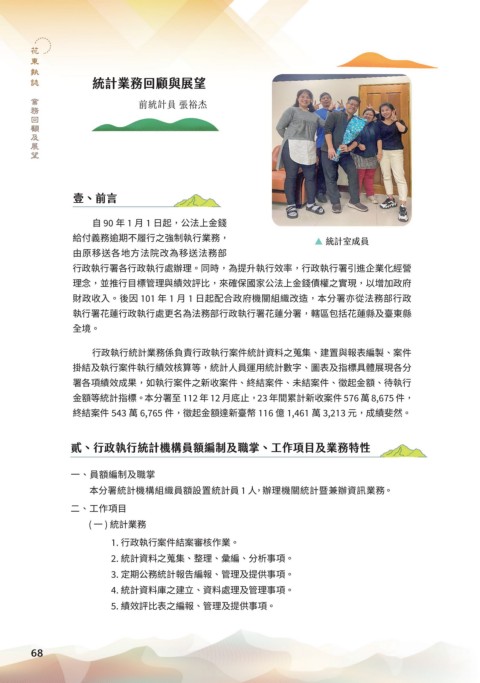 花東執誌
業務回顧及展望
統計業務回顧與展望
前統計員 張裕杰
壹、前言
自 90 年 1 月 1 日起，公法上金錢
給付義務逾期不履行之強制執行業務，
由原移送各地方法院改為移送法務部
▲ 統計室成員
行政執行署各行政執行處辦理。同時，為提升執行效率，行政執行署引進企業化經營
理念，並推行目標管理與績效評比，來確保國家公法上金錢債權之實現，以增加政府
財政收入。後因 101 年 1 月 1 日起配合政府機關組織改造，本分署亦從法務部行政
執行署花蓮行政執行處更名為法務部行政執行署花蓮分署，轄區包括花蓮縣及臺東縣
全境。
行政執行統計業務係負責行政執行案件統計資料之蒐集、建置與報表編製、案件
掛結及執行案件執行績效核算等，統計人員運用統計數字、圖表及指標具體展現各分
署各項績效成果，如執行案件之新收案件、終結案件、未結案件、徵起金額、待執行
金額等統計指標。本分署至 112 年 12 月底止，23 年間累計新收案件 576 萬 8,675 件，
終結案件 543 萬 6,765 件，徵起金額達新臺幣 116 億 1,461 萬 3,213 元，成績斐然。
貳、行政執行統計機構員額編制及職掌、工作項目及業務特性
一、員額編制及職掌
本分署統計機構組織員額設置統計員 1 人，辦理機關統計暨兼辦資訊業務。
二、工作項目
( 一 ) 統計業務
1. 行政執行案件結案審核作業。
2. 統計資料之蒐集、整理、彙編、分析事項。
3. 定期公務統計報告編報、管理及提供事項。
4. 統計資料庫之建立、資料處理及管理事項。
5. 績效評比表之編報、管理及提供事項。
68